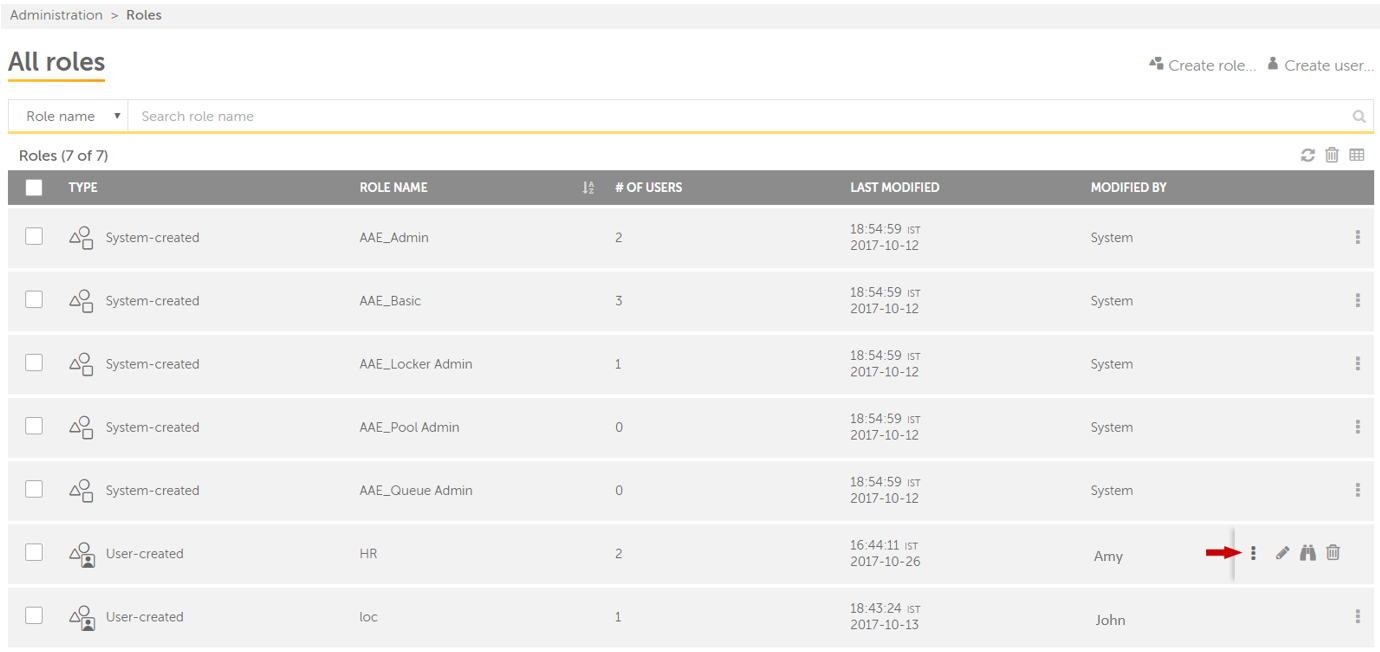 Administration > Roles
All roles
Create role... Create user...
Role name Search role name
Roles (7 of 7)
TYPE ROLE NAME # OF USERS LAST MODIFIED MODIFIED BY
System-created AAE_Admin 2 18:54:59 IST
2017-10-12 System
System-created AAE_Basic 3 18:54:59 IST
2017-10-12 System
System-created AAE_Locker Admin 1 18:54:59 IST
2017-10-12 System
System-created AAE_Pool Admin 0 18:54:59 IST
2017-10-12 System
System-created AAE_Queue Admin 0 18:54:59 IST
2017-10-12 System
User-created HR 2 16:44:11 IST
2017-10-26 Amy
User-created loc 1 18:43:24 IST
2017-10-13 John